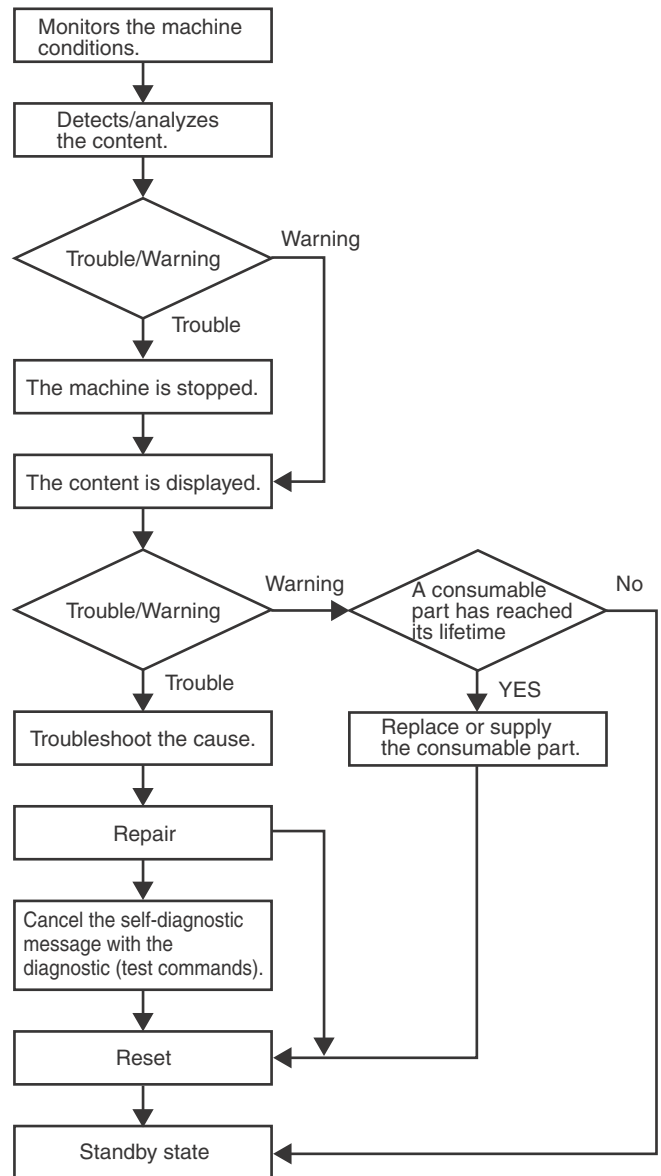 Monitors the machine
conditions.
Detects/analyzes
the content.
Trouble/Warning
Warning
Trouble
The machine is stopped.
The content is displayed.
Trouble/Warning
Warning
A consumable
part has reached
its lifetime
No
Trouble
YES
Troubleshoot the cause.
Replace or supply
the consumable part.
Repair
Cancel the self-diagnostic
message with the
diagnostic (test commands).
Reset
Standby state